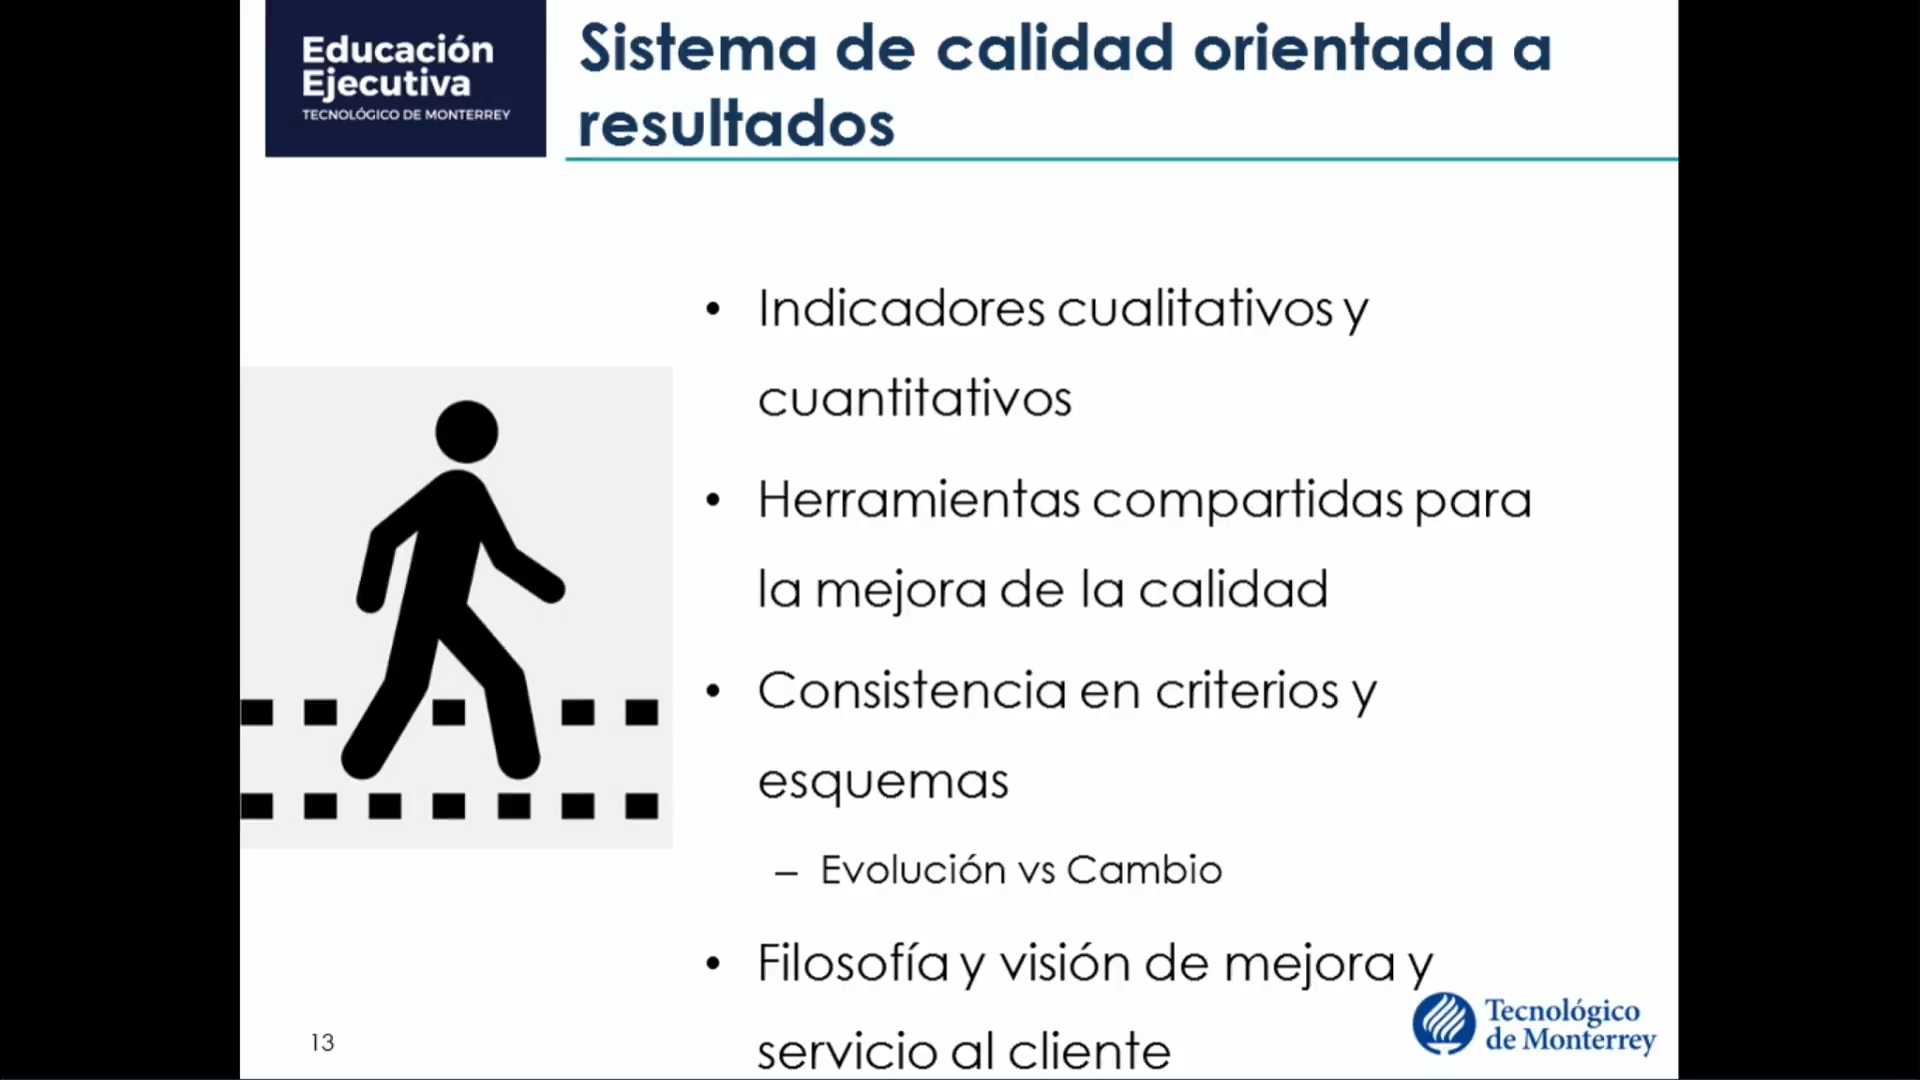 Educación
Ejecutiva
TECNOLÓGICO DE MONTERREY
Sistema de calidad orientada a
resultados
• Indicadores cualitativos y
cuantitativos
• Herramientas compartidas para
la mejora de la calidad
• Consistencia en criterios y
esquemas
– Evolución vs Cambio
• Filosofía y visión de mejora y
servicio al cliente
13
Tecnológico
de Monterrey